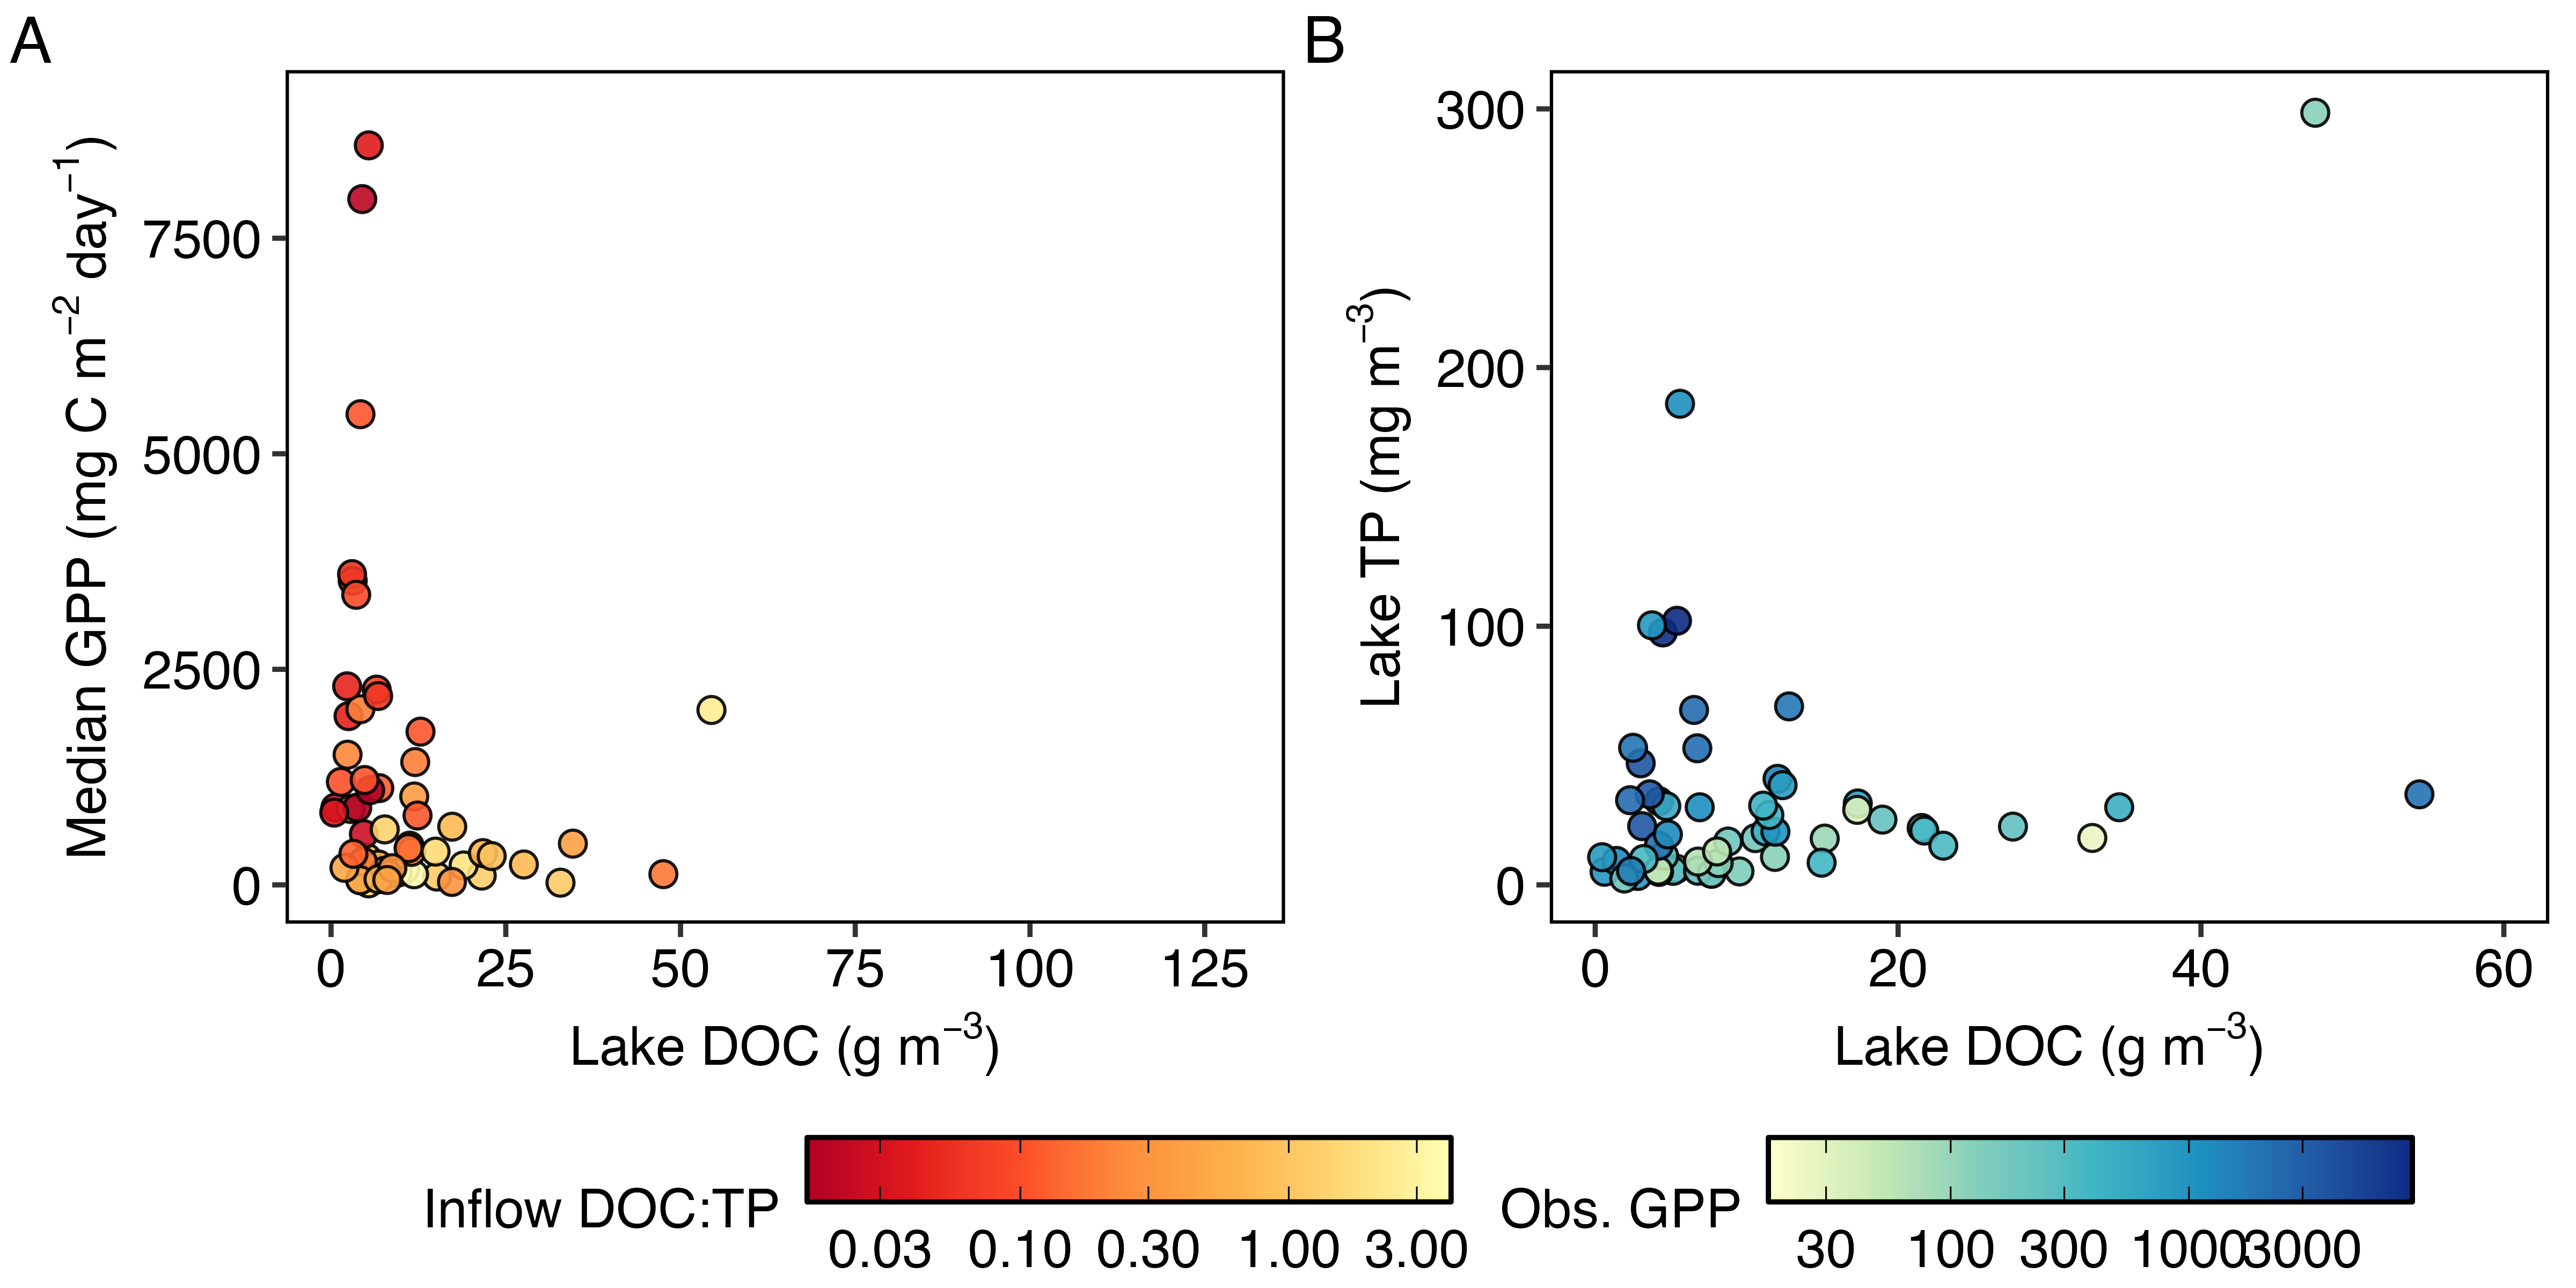 A
B
Median GPP (mg C m⁻² day⁻¹)
7500
5000
2500
0
0 25 50 75 100 125
Lake DOC (g m⁻³)
Lake TP (mg m⁻³)
300
200
100
0
0 20 40 60
Lake DOC (g m⁻³)
Inflow DOC:TP
0.03 0.10 0.30 1.00 3.00
Obs. GPP
30 100 300 1000 3000